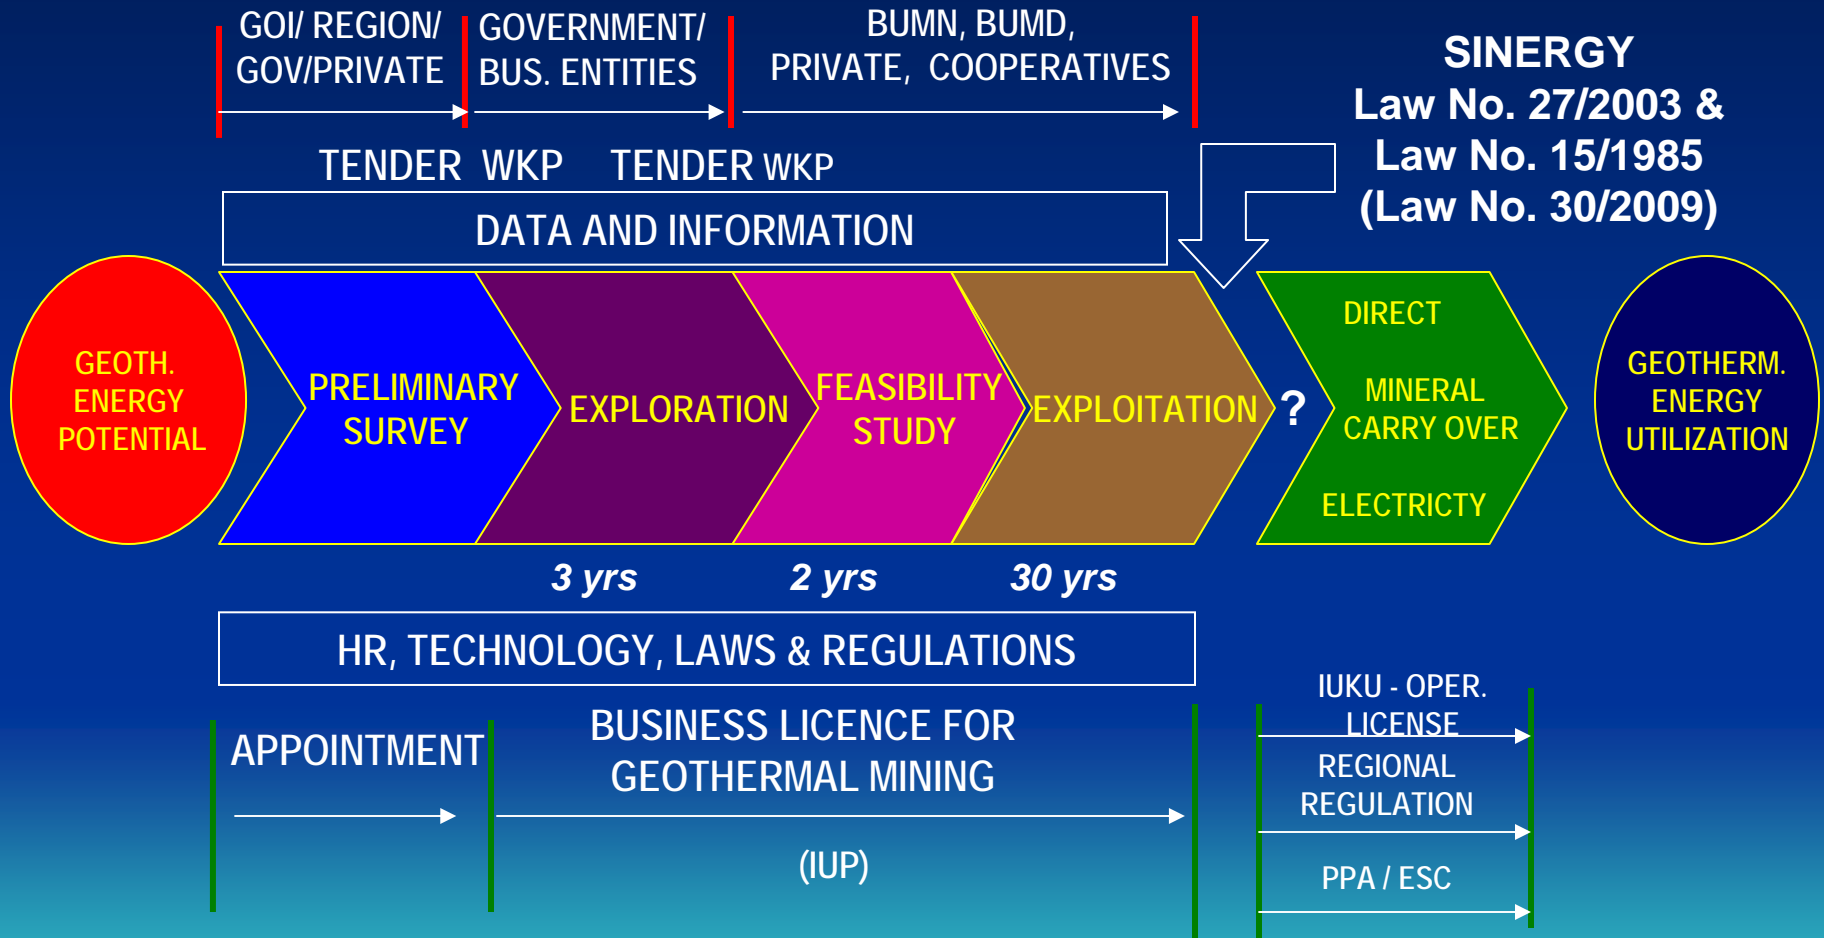 GOI/ REGION/
GOV/PRIVATE
GOVERNMENT/
BUS. ENTITIES
BUMN, BUMD,
PRIVATE, COOPERATIVES
SINERGY
Law No. 27/2003 &
Law No. 15/1985
(Law No. 30/2009)
TENDER WKP
TENDER WKP
DATA AND INFORMATION
GEOTH.
ENERGY
POTENTIAL
PRELIMINARY
SURVEY
EXPLORATION
FEASIBILITY
STUDY
EXPLOITATION
?
DIRECT
MINERAL
CARRY OVER
ELECTRICTY
GEOTHERM.
ENERGY
UTILIZATION
3 yrs
2 yrs
30 yrs
HR, TECHNOLOGY, LAWS & REGULATIONS
APPOINTMENT
BUSINESS LICENCE FOR
GEOTHERMAL MINING
(IUP)
IUKU - OPER.
LICENSE
REGIONAL
REGULATION
PPA / ESC